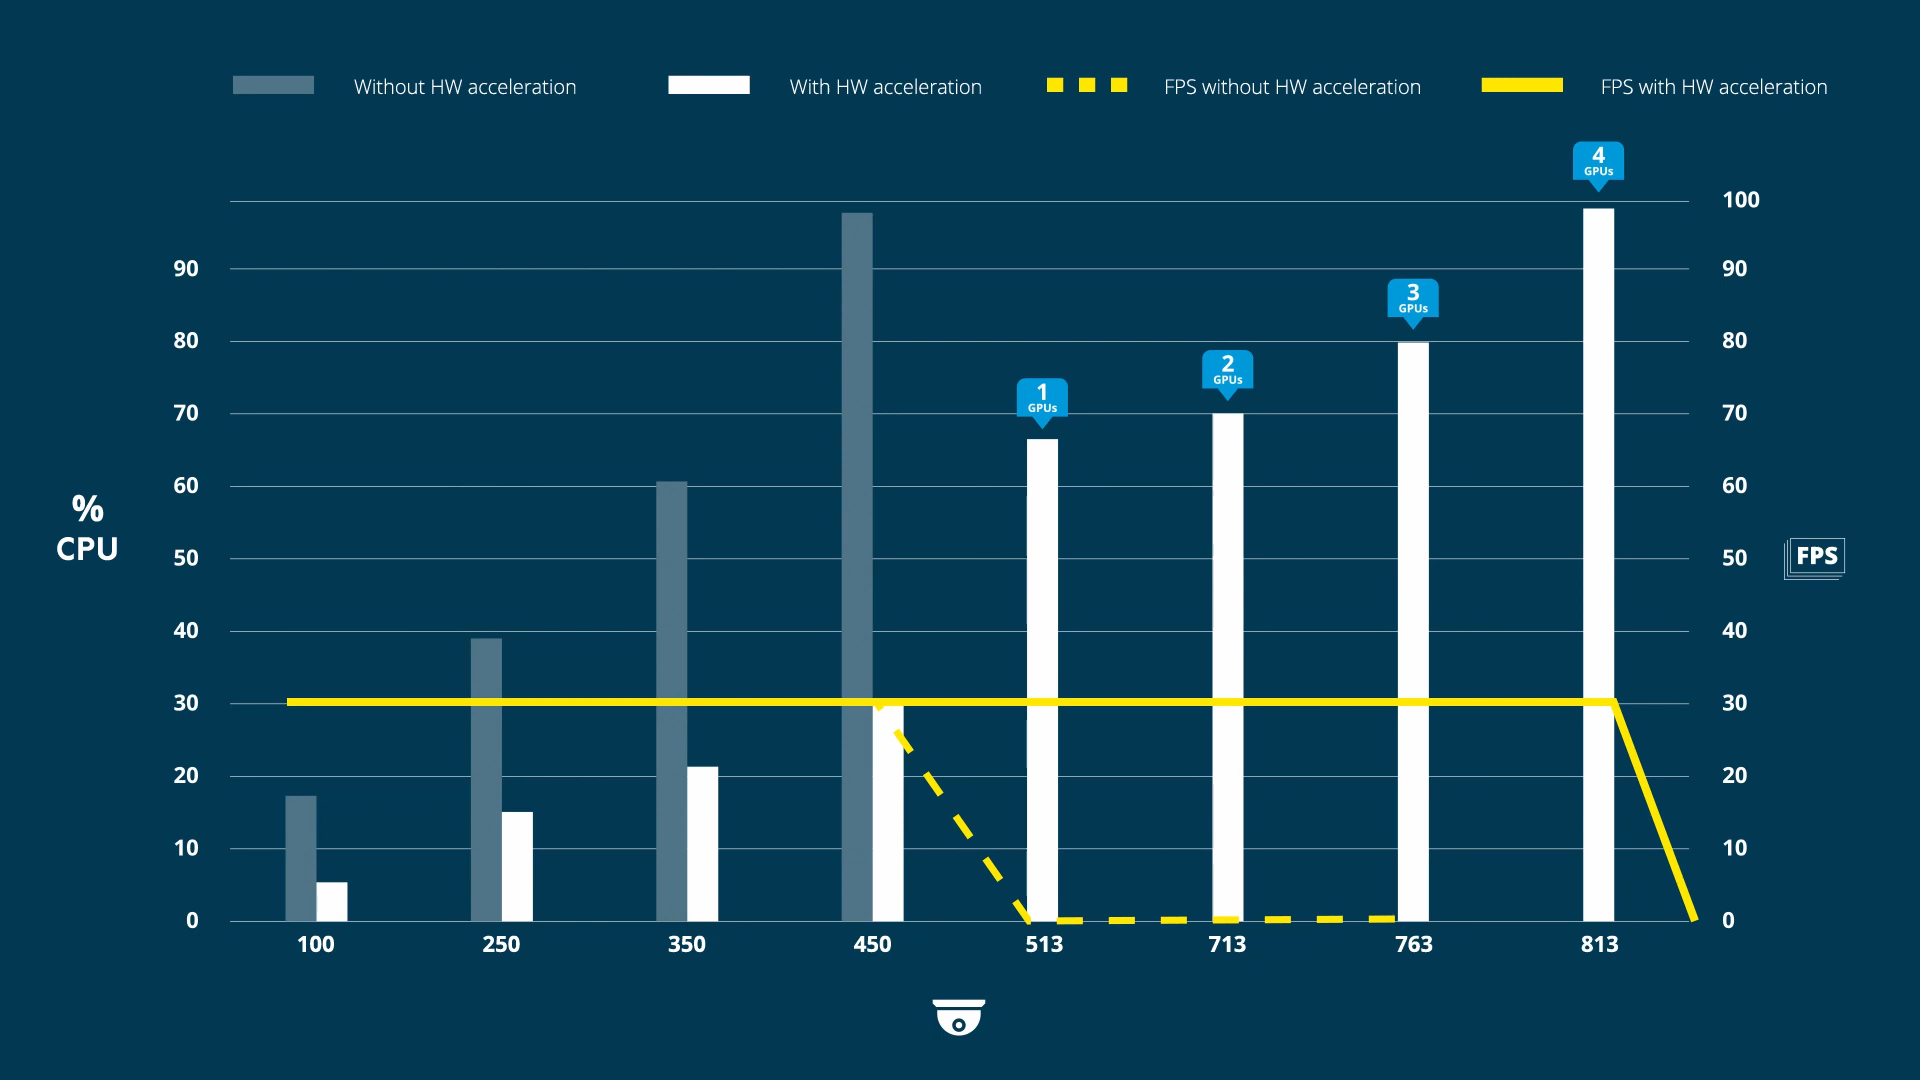 Without HW acceleration
With HW acceleration
FPS without HW acceleration
FPS with HW acceleration
4
GPUs
100
90
90
3
GPUs
80
80
2
GPUs
1
GPUs
70
70
60
60
%
CPU
50
50
FPS
40
40
30
30
20
20
10
10
0
0
100 250 350 450 513 713 763 813